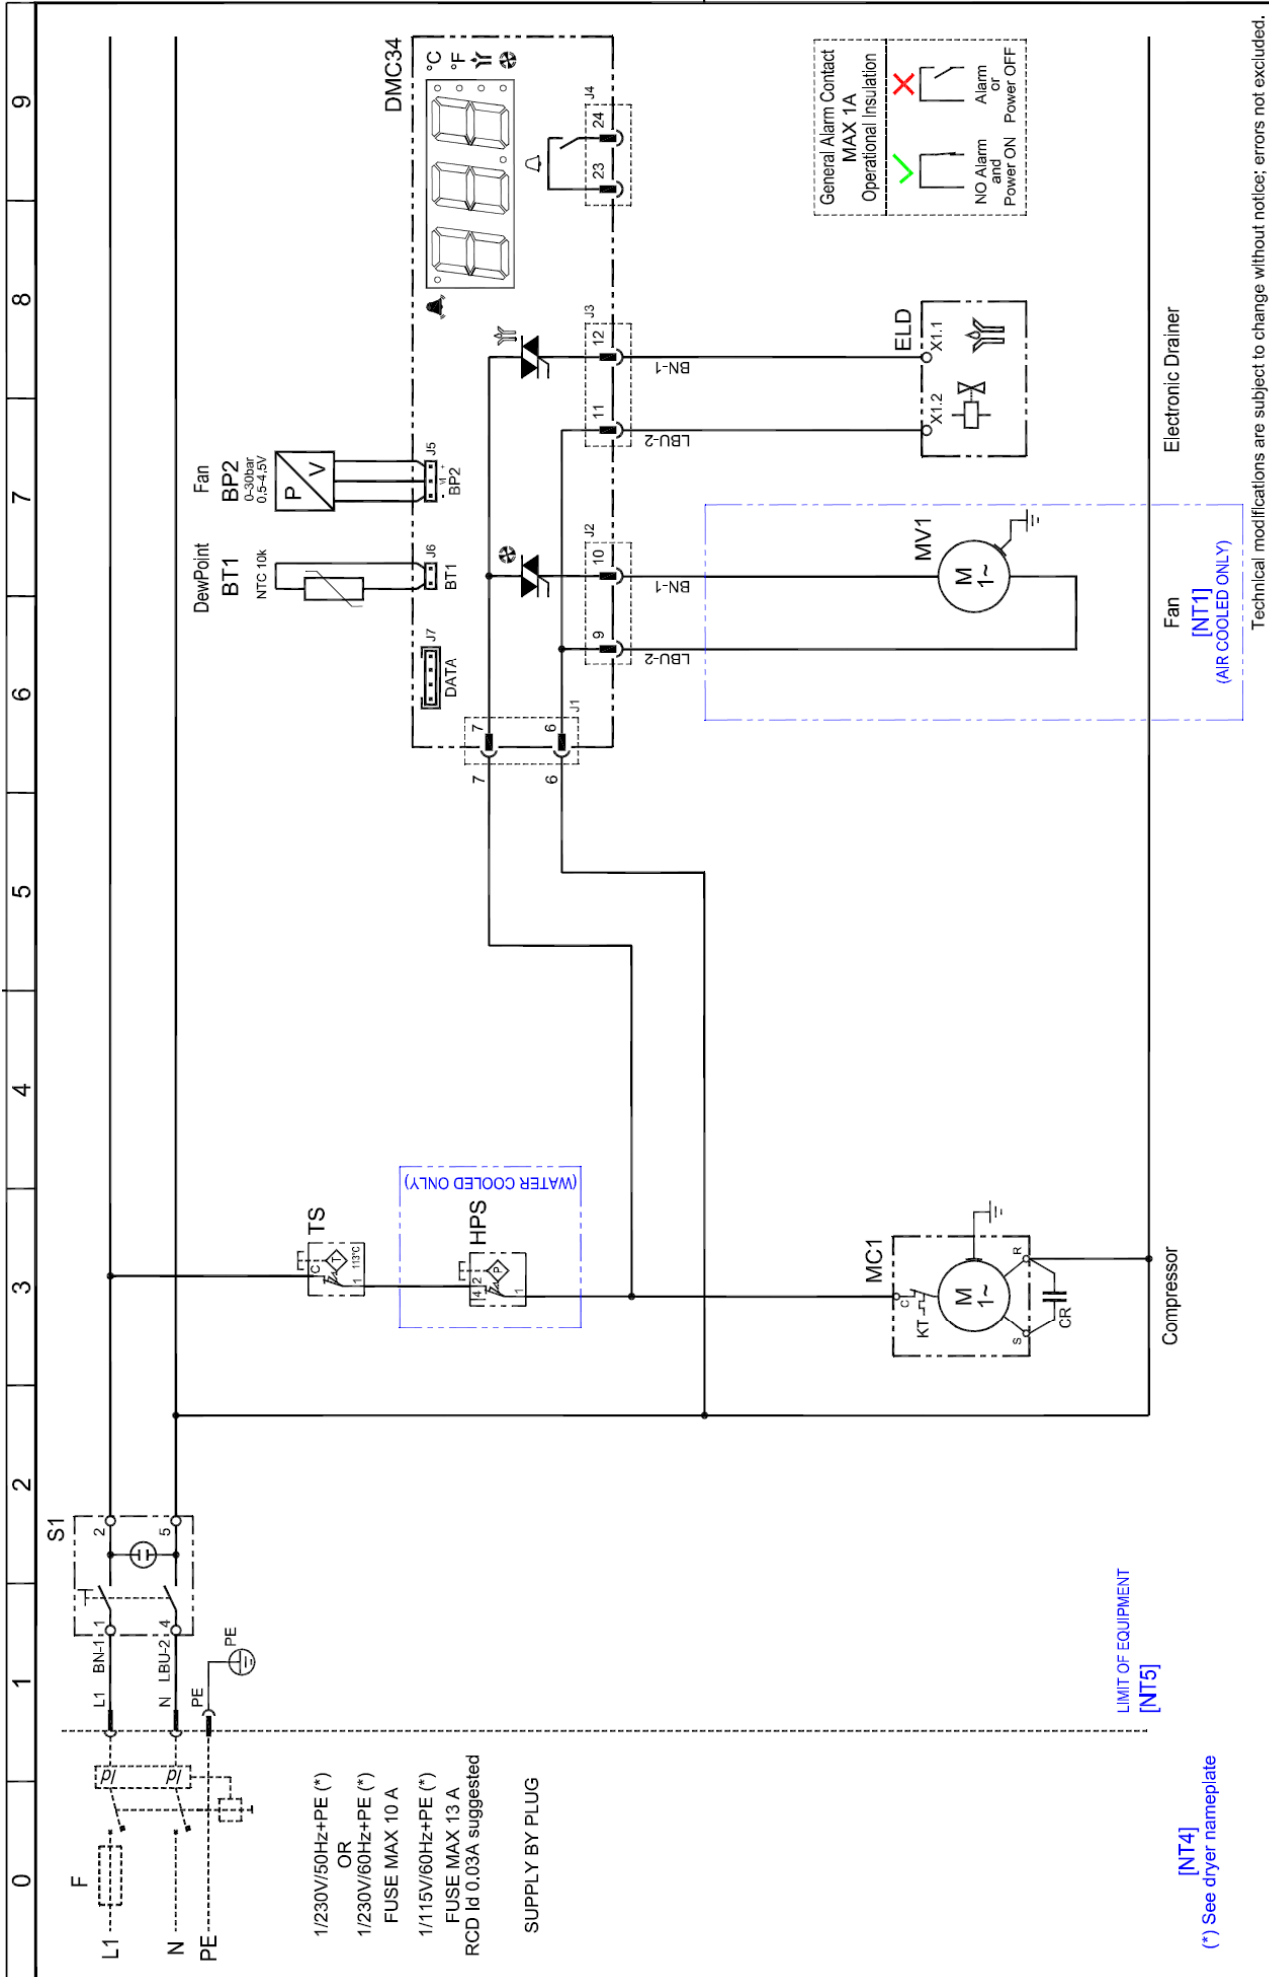 0
1
2
3
4
5
6
7
8
9
F
L1
N
PE
Id
Id
L1
N
PE
BN-1
LBU-2
1
4
2
5
S1
PE
1/230V/50Hz+PE (*)
OR
1/230V/60Hz+PE (*)
FUSE MAX 10 A
1/115V/60Hz+PE (*)
FUSE MAX 13 A
RCD Id 0.03A suggested
SUPPLY BY PLUG
LIMIT OF EQUIPMENT
[NT5]
[NT4]
(*) See dryer nameplate
TS
C
T
1
113°C
(WATER COOLED ONLY)
HPS
4
2
P
1
MC1
C
KT
M
1~
S
R
CR
Compressor
7
6
7
6
J1
DATA
J7
DewPoint
BT1
NTC 10k
J6
BT1
Fan
BP2
0-30bar
0,5-4,5V
P
V
J5
- +
BP2
DMC34
°C
°F
9
10
J2
LBU-2
BN-1
11
12
J3
LBU-2
BN-1
23
24
J4
MV1
M
1~
Fan
[NT1]
(AIR COOLED ONLY)
ELD
X1.2
X1.1
Electronic Drainer
General Alarm Contact
MAX 1A
Operational Insulation
NO Alarm
and
Power ON
Alarm
or
Power OFF
Technical modifications are subject to change without notice; errors not excluded.